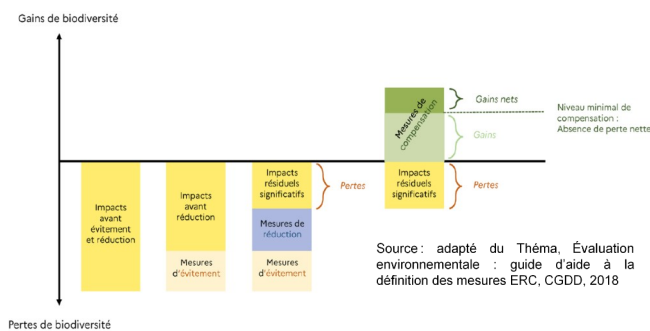 Gains de biodiversité
Mesures de
compensation
Gains nets
Niveau minimal de
compensation :
Absence de perte nette
Gains
Impacts
avant
évitement
et réduction
Impacts
avant
réduction
Mesures
d'évitement
Impacts
résiduels
significatifs
Pertes
Mesures de
réduction
Mesures
d'évitement
Impacts
résiduels
significatifs
Pertes
Source : adapté du Théma, Évaluation
environnementale : guide d'aide à la
définition des mesures ERC, CGDD, 2018
Pertes de biodiversité